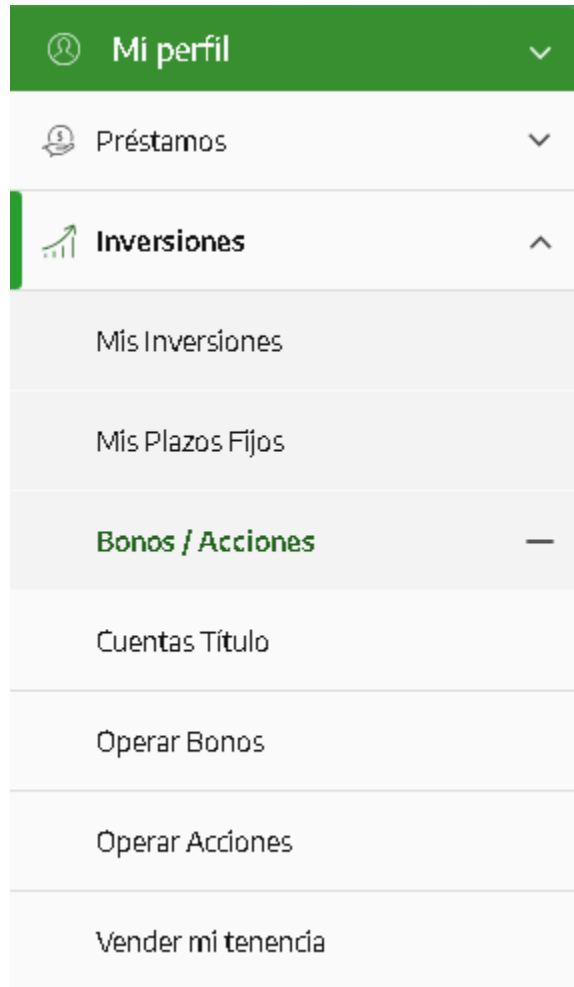 Mi perfil
Préstamos
Inversiones
Mis Inversiones
Mis Plazos Fijos
Bonos / Acciones
Cuentas Título
Operar Bonos
Operar Acciones
Vender mi tenencia